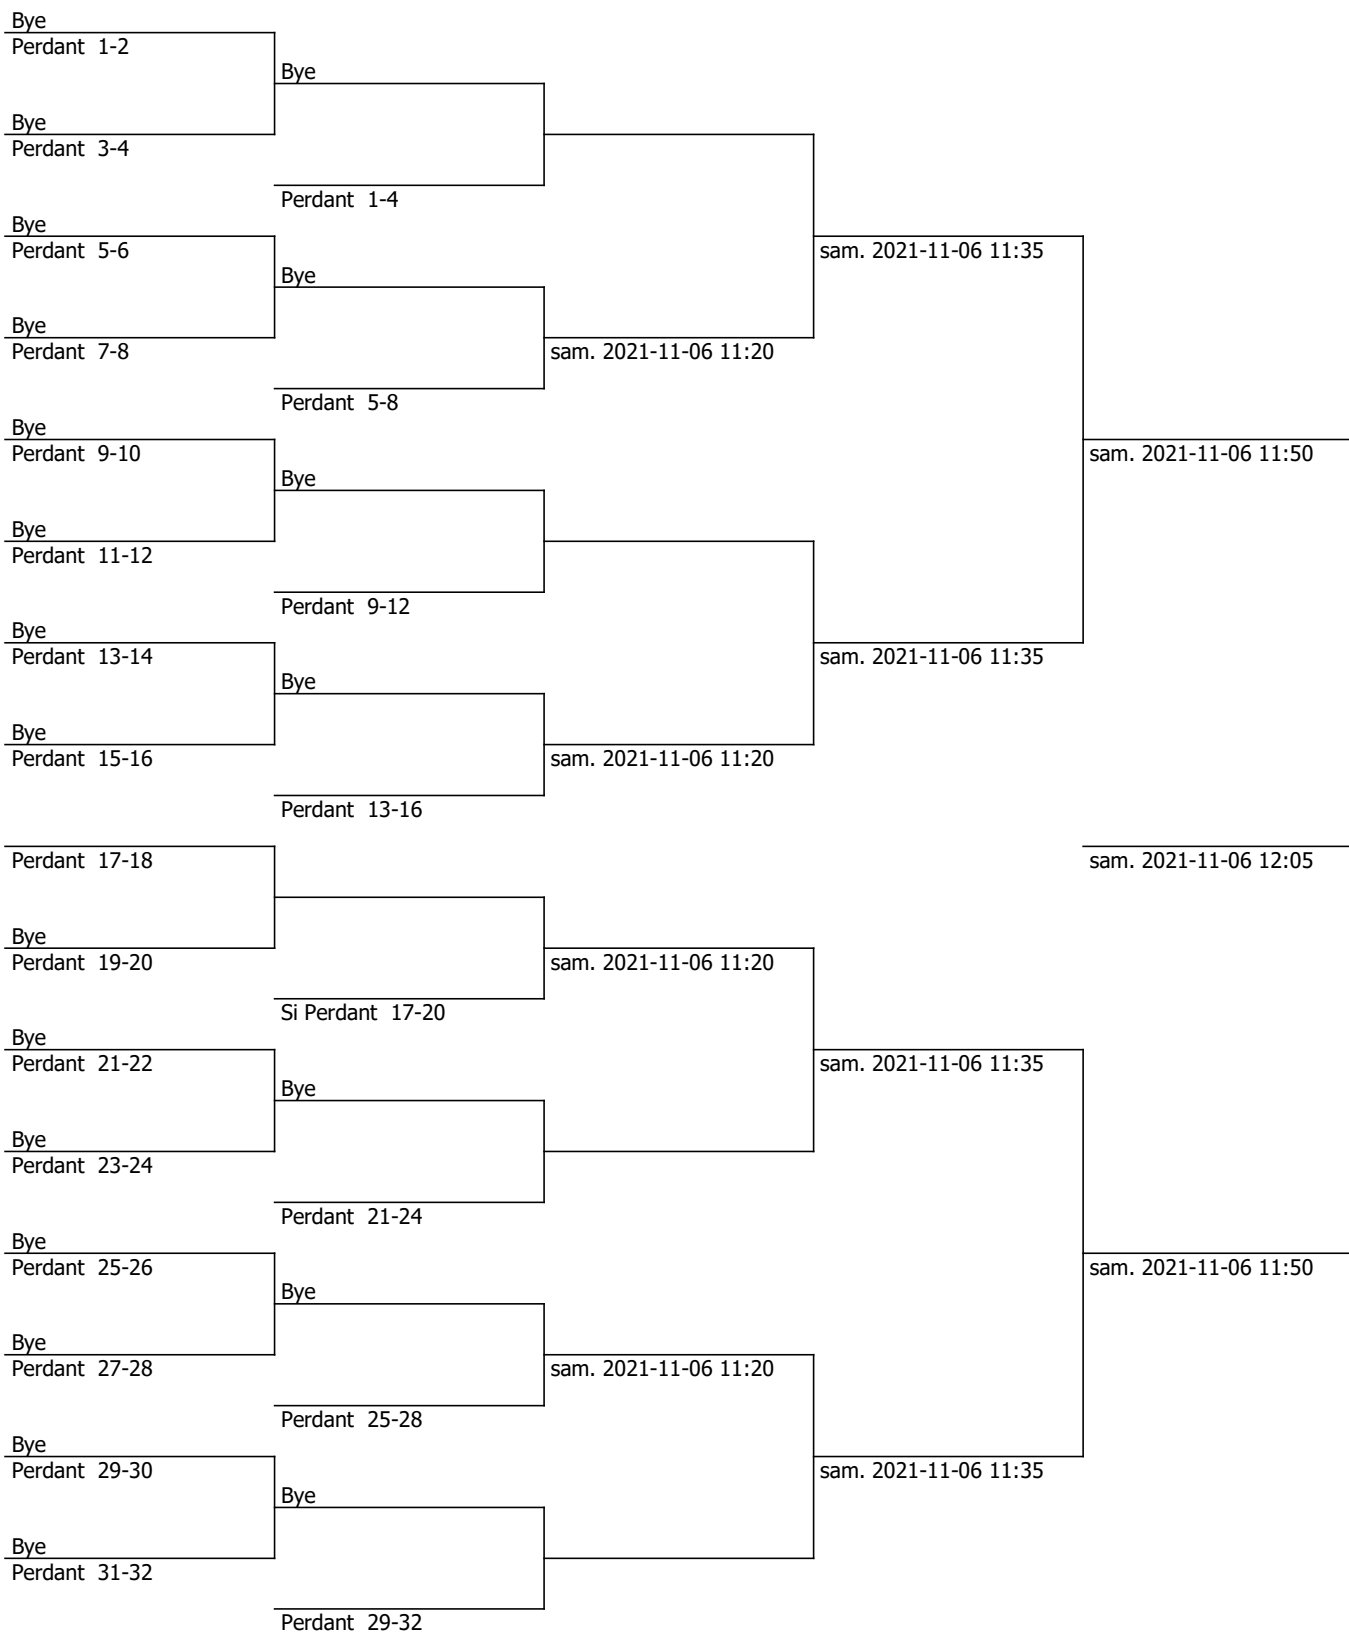 Bye
Perdant 1-2
Bye
Bye
Perdant 3-4
Perdant 1-4
Bye
Perdant 5-6
sam. 2021-11-06 11:35
Bye
Bye
Perdant 7-8
sam. 2021-11-06 11:20
Perdant 5-8
Bye
Perdant 9-10
sam. 2021-11-06 11:50
Bye
Bye
Perdant 11-12
Perdant 9-12
Bye
Perdant 13-14
sam. 2021-11-06 11:35
Bye
Bye
Perdant 15-16
sam. 2021-11-06 11:20
Perdant 13-16
Perdant 17-18
sam. 2021-11-06 12:05
Bye
Perdant 19-20
sam. 2021-11-06 11:20
Si Perdant 17-20
Bye
Perdant 21-22
sam. 2021-11-06 11:35
Bye
Bye
Perdant 23-24
Perdant 21-24
Bye
Perdant 25-26
sam. 2021-11-06 11:50
Bye
Bye
Perdant 27-28
sam. 2021-11-06 11:20
Perdant 25-28
Bye
Perdant 29-30
sam. 2021-11-06 11:35
Bye
Bye
Perdant 31-32
Perdant 29-32